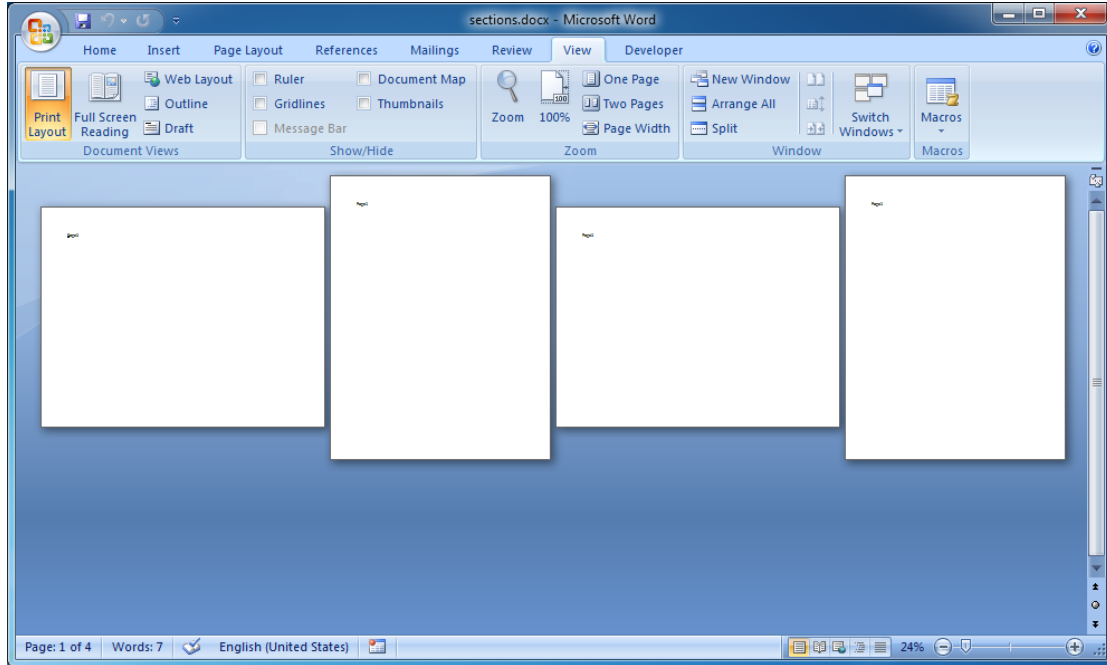 sections.docx - Microsoft Word
Home Insert Page Layout References Mailings Review View Developer
Print Layout
Full Screen Reading
Web Layout
Outline
Draft
Document Views
Ruler
Gridlines
Message Bar
Document Map
Thumbnails
Show/Hide
Zoom
100
100%
One Page
Two Pages
Page Width
Zoom
New Window
Arrange All
Split
Switch Windows
Window
Macros
Macros
Page: 1 of 4 Words: 7 English (United States) 24%